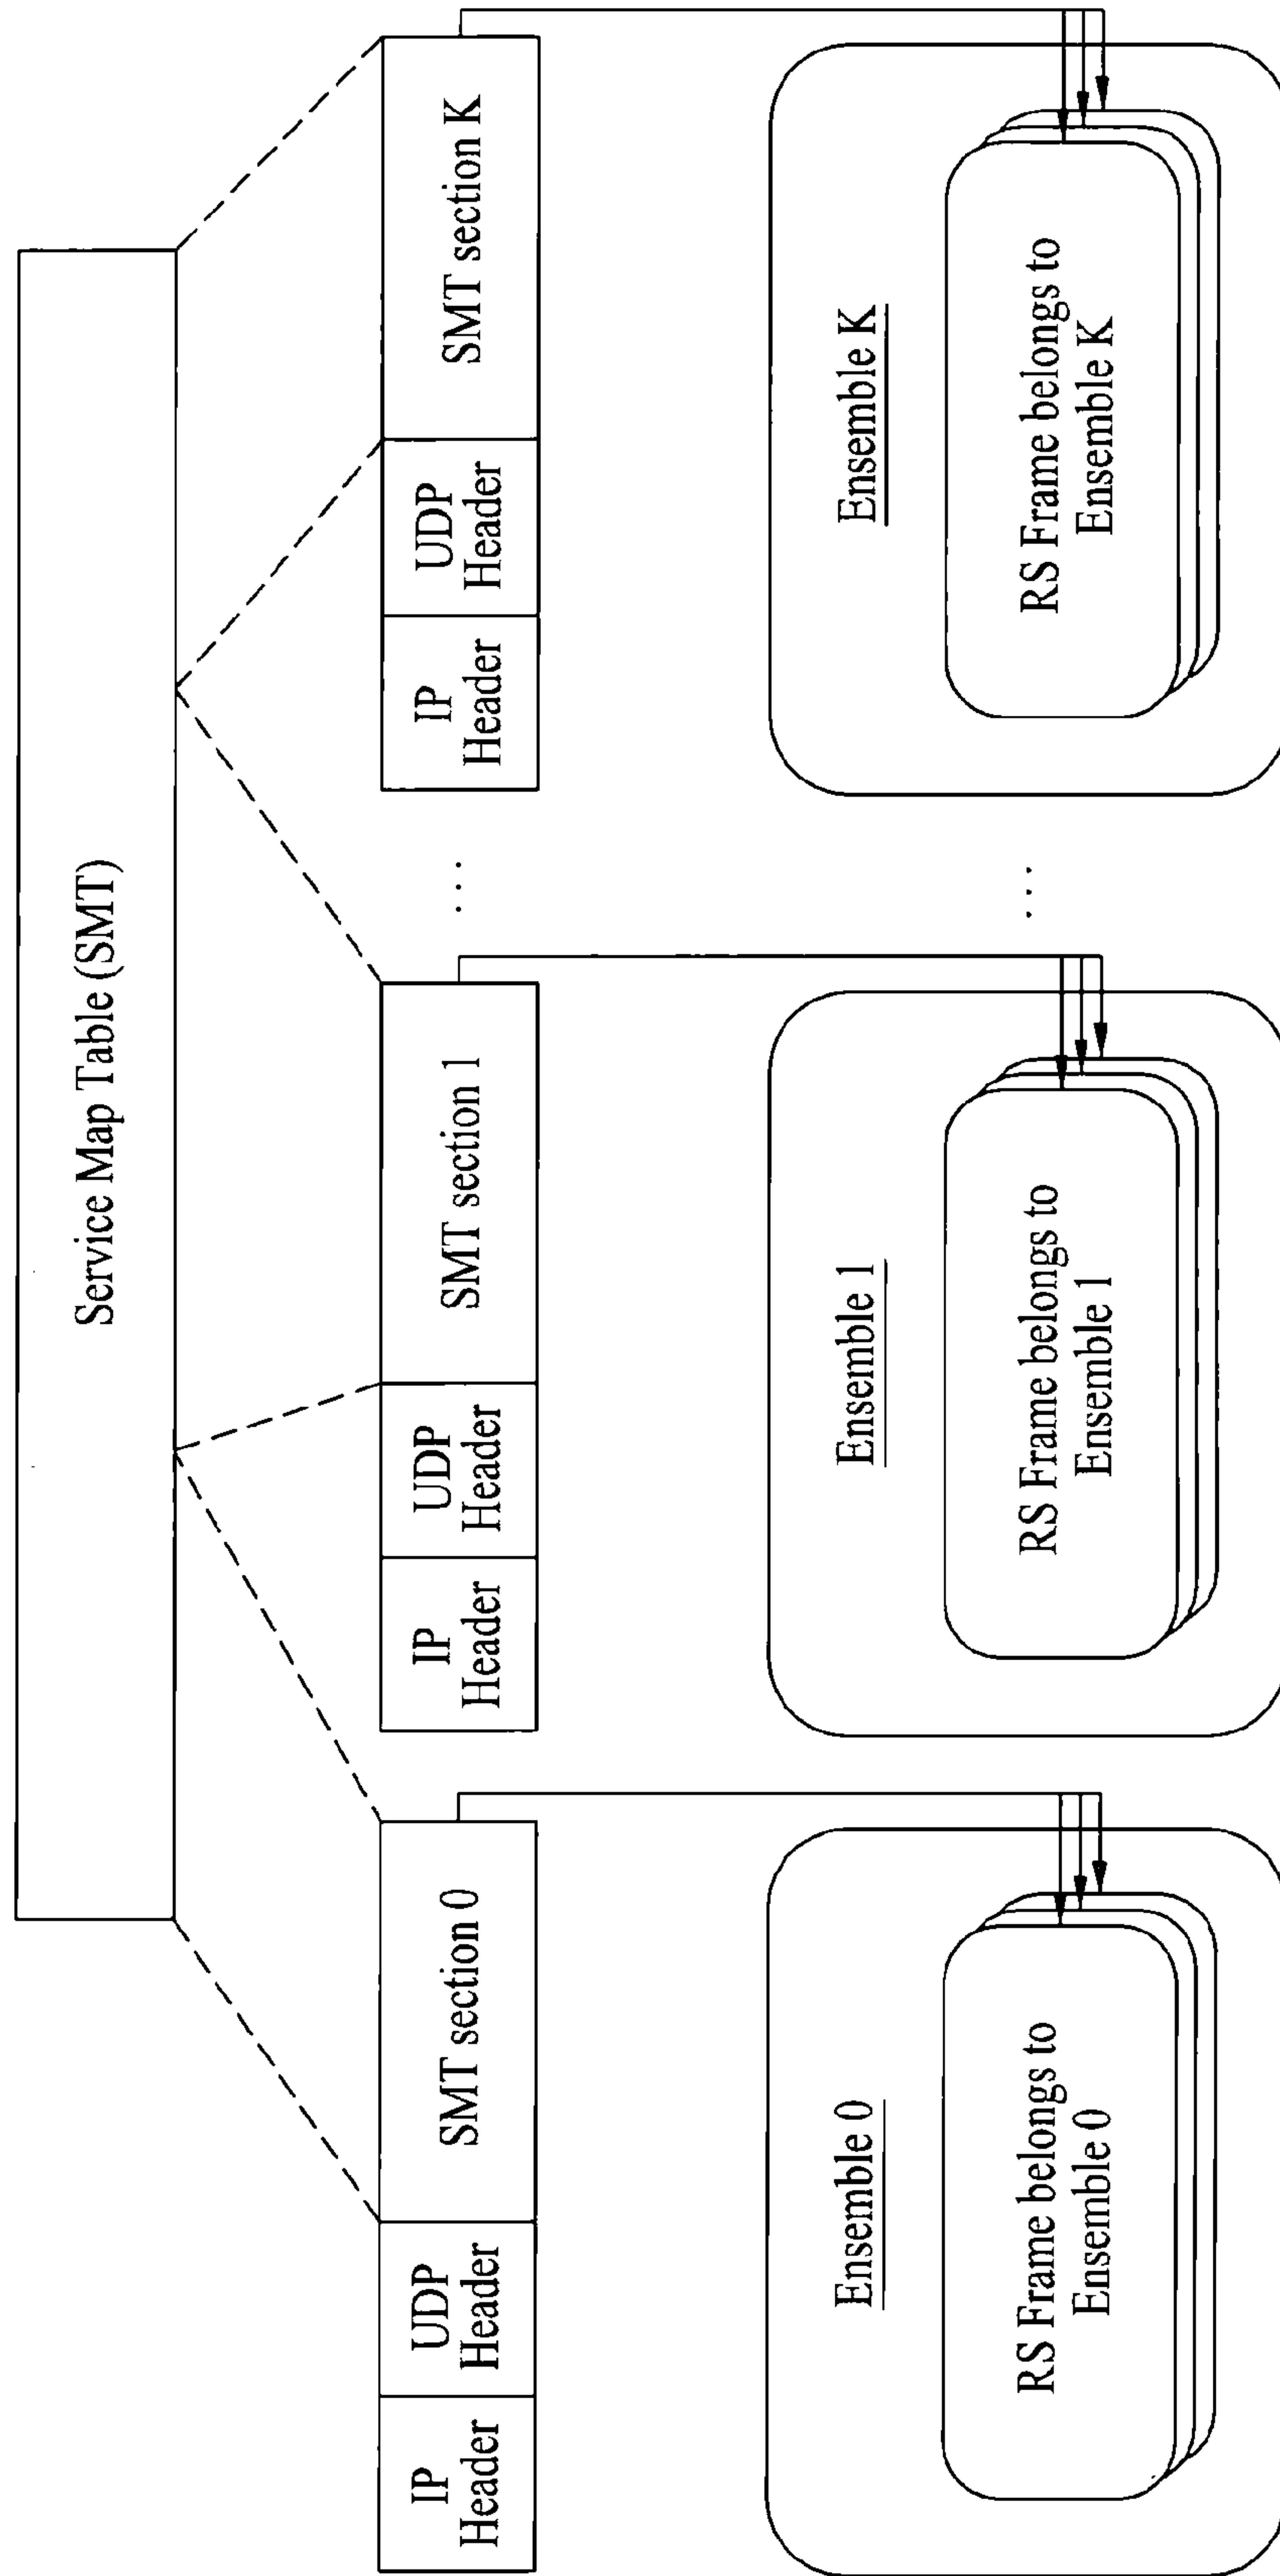 Service Map Table (SMT)
IP
Header
UDP
Header
SMT section 0
IP
Header
UDP
Header
SMT section 1
...
IP
Header
UDP
Header
SMT section K
Ensemble 0
RS Frame belongs to
Ensemble 0
Ensemble 1
RS Frame belongs to
Ensemble 1
...
Ensemble K
RS Frame belongs to
Ensemble K